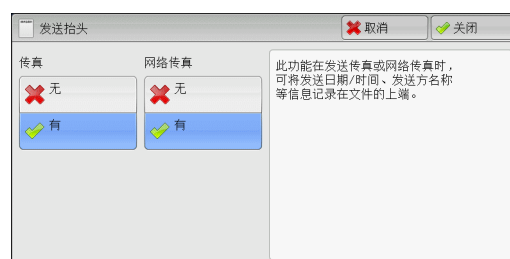 发送抬头
取消
关闭
传真
无
有
网络传真
无
有
此功能在发送传真或网络传真时，
可将发送日期/时间、发送方名称
等信息记录在文件的上端。